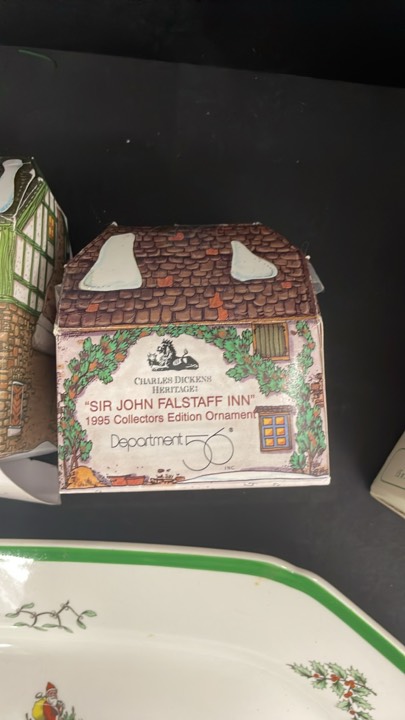 CHARLES DICKENS
HERITAGE:
"SIR JOHN FALSTAFF INN"
1995 Collectors Edition Ornament
Department 56®
INC.